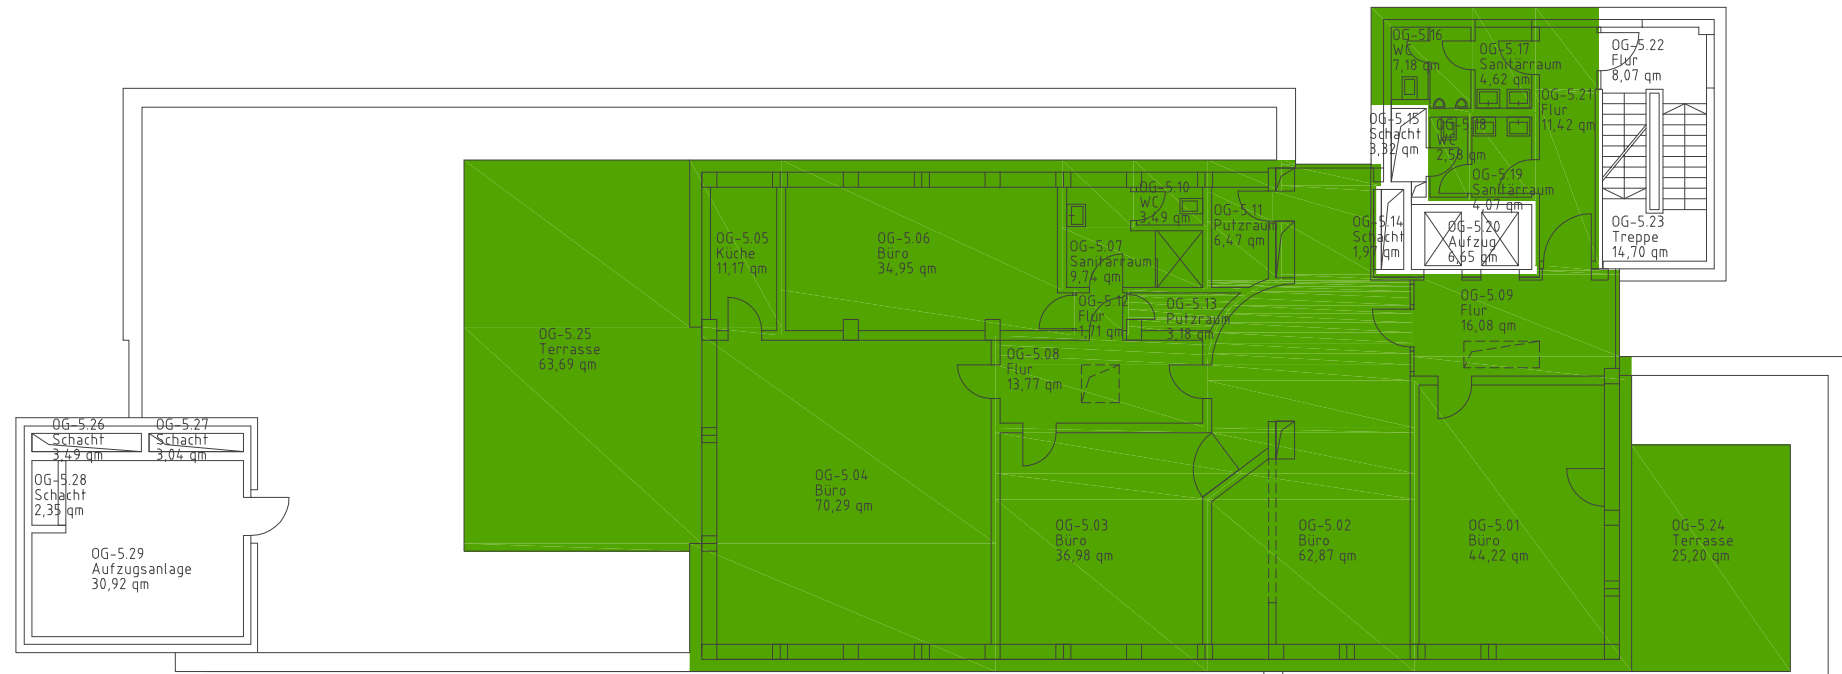 OG-5.16
WC
7,18 qm
OG-5.17
Sanitärraum
4,62 qm
OG-5.22
Flur
8,07 qm
OG-5.21
Flur
11,42 qm
OG-5.15
Schacht
3,32 qm
OG-5.18
WC
2,58 qm
OG-5.19
Sanitärraum
4,07 qm
OG-5.10
WC
3,49 qm
OG-5.11
Putzraum
6,47 qm
OG-5.14
Schacht
1,97 qm
OG-5.20
Aufzug
6,65 qm
OG-5.23
Treppe
14,70 qm
OG-5.05
Küche
11,17 qm
OG-5.06
Büro
34,95 qm
OG-5.07
Sanitärraum
9,74 qm
OG-5.12
Flur
1,71 qm
OG-5.13
Putzraum
3,18 qm
OG-5.09
Flur
16,08 qm
OG-5.25
Terrasse
63,69 qm
OG-5.08
Flur
13,77 qm
OG-5.26
Schacht
3,49 qm
OG-5.27
Schacht
3,04 qm
OG-5.28
Schacht
2,35 qm
OG-5.04
Büro
70,29 qm
OG-5.03
Büro
36,98 qm
OG-5.02
Büro
62,87 qm
OG-5.01
Büro
44,22 qm
OG-5.24
Terrasse
25,20 qm
OG-5.29
Aufzugsanlage
30,92 qm